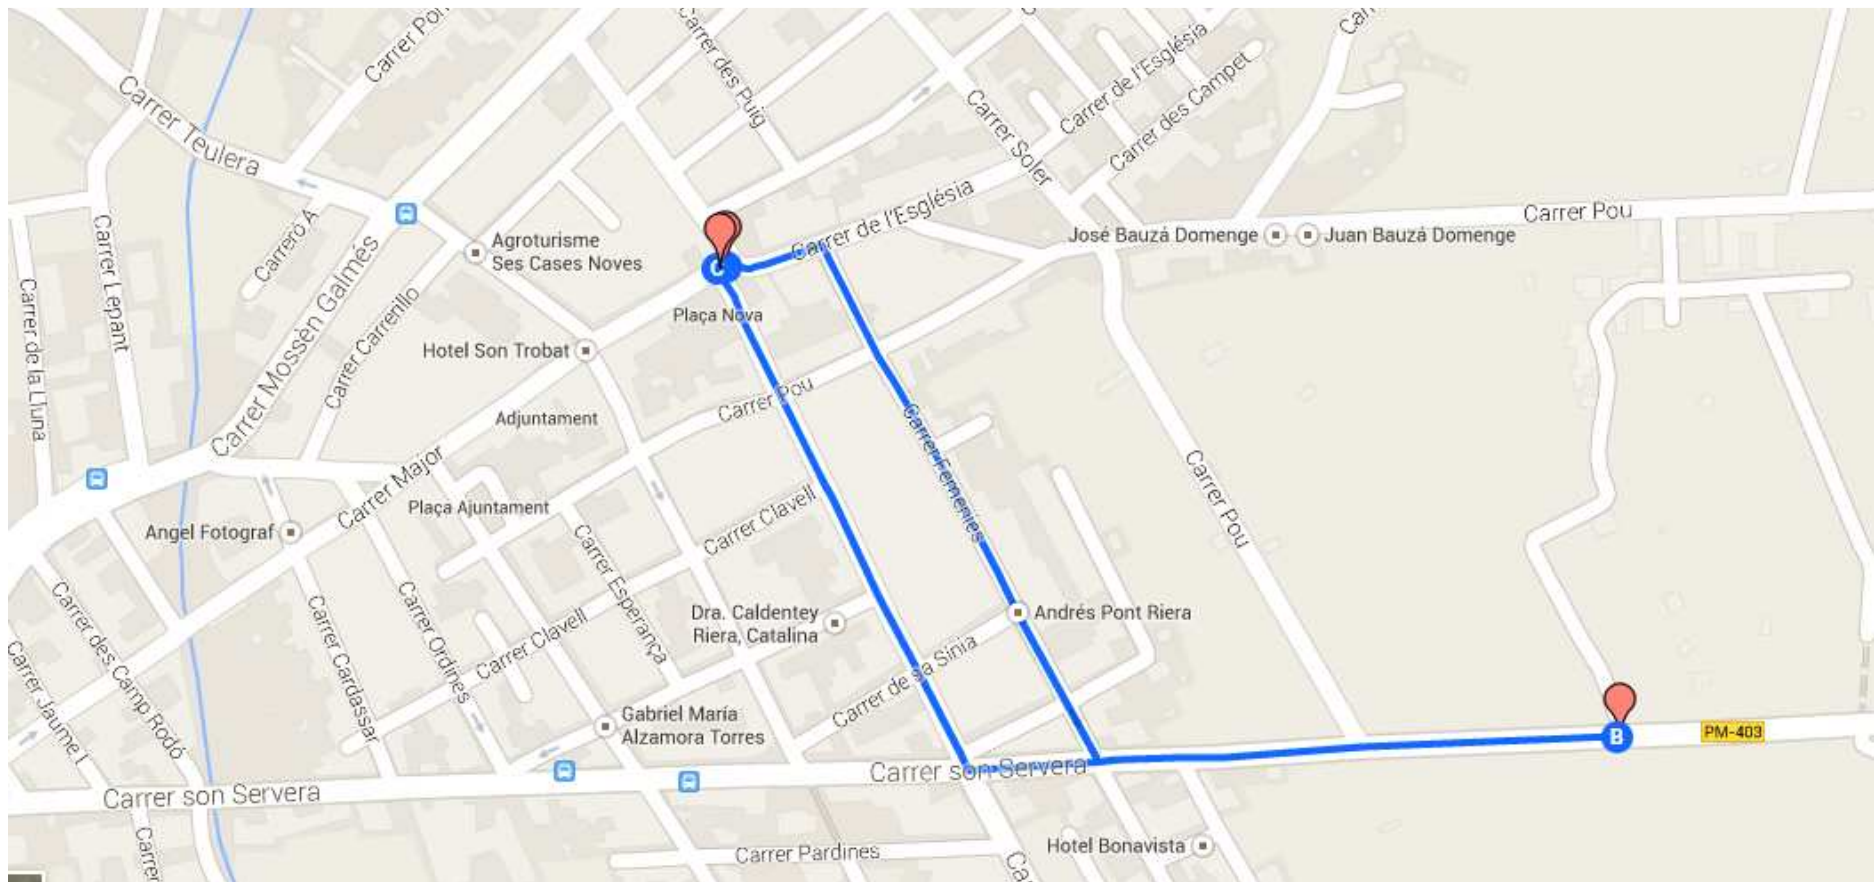 Carrer Teulera
Carrer des Puig
Carrer Soler
Carrer de l'Església
Carrer des Campet
Carreró A
Carrer Lepant
Carrer de la Lluna
Carrer Mossèn Galmés
Carrer Carrerillo
Agroturisme
Ses Cases Noves
Carrer de l'Església
José Bauzá Domenge
Juan Bauzá Domenge
Carrer Pou
Plaça Nova
Hotel Son Trobat
Adjuntament
Carrer Pou
Carrer Major
Plaça Ajuntament
Angel Fotograf
Carrer Femenies
Carrer Pou
Carrer Clavell
Carrer Esperança
Dra. Caldentey
Riera, Catalina
Andrés Pont Riera
Carrer Clavell
Carrer Ordines
Carrer Cardassar
Carrer des Camp Rodó
Carrer Jaume I
Carrer de sa Sínia
Gabriel María
Alzamora Torres
B
PM-403
Carrer son Servera
Carrer son Servera
Carrer
Carrer Pardines
Hotel Bonavista